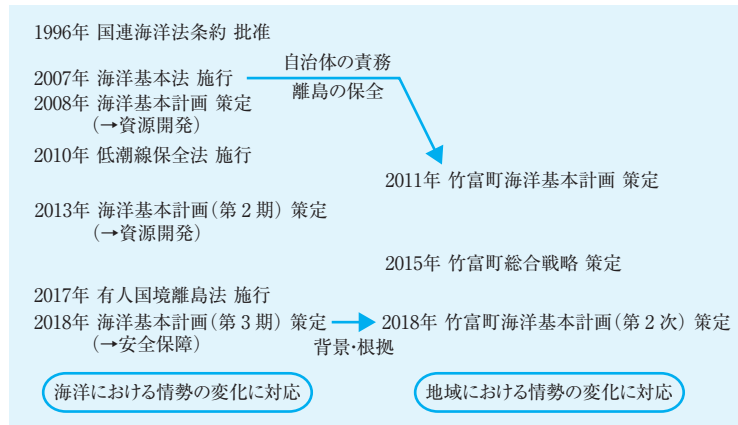 1996年 国連海洋法条約 批准
自治体の責務
2007年 海洋基本法 施行
離島の保全
2008年 海洋基本計画 策定
(→資源開発)
2010年 低潮線保全法 施行
2011年 竹富町海洋基本計画 策定
2013年 海洋基本計画(第2期) 策定
(→資源開発)
2015年 竹富町総合戦略 策定
2017年 有人国境離島法 施行
2018年 海洋基本計画(第3期) 策定
2018年 竹富町海洋基本計画(第2次) 策定
(→安全保障)
背景・根拠
海洋における情勢の変化に対応
地域における情勢の変化に対応